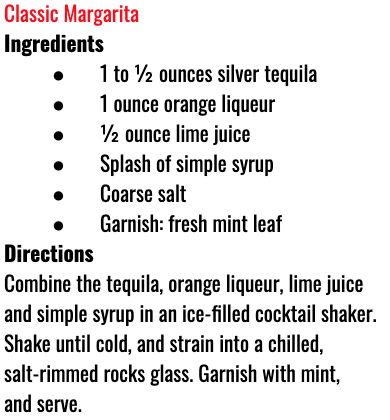 Classic Margarita
Ingredients
● 1 to ½ ounces silver tequila
● 1 ounce orange liqueur
● ½ ounce lime juice
● Splash of simple syrup
● Coarse salt
● Garnish: fresh mint leaf
Directions
Combine the tequila, orange liqueur, lime juice
and simple syrup in an ice-filled cocktail shaker.
Shake until cold, and strain into a chilled,
salt-rimmed rocks glass. Garnish with mint,
and serve.